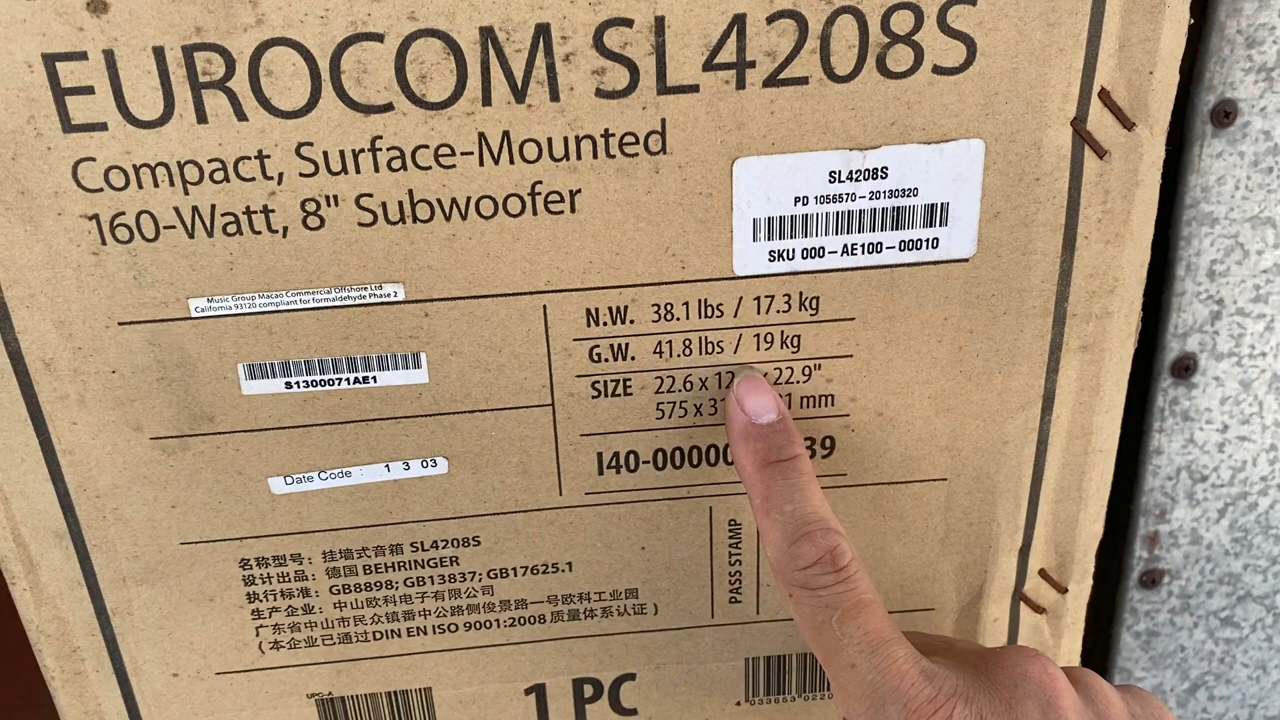 EUROCOM SL4208S
Compact, Surface-Mounted
160-Watt, 8" Subwoofer
SL4208S
PD 1056570-20130320
SKU 000-AE100-00010
Music Group Macao Commercial Offshore Ltd
California 93120 compliant for formaldehyde Phase 2
N.W. 38.1 lbs / 17.3 kg
G.W. 41.8 lbs / 19 kg
S1300071AE1
SIZE 22.6 x 22.9"
575 x mm
Date Code : 1 3 03
名称型号: 挂墙式音箱 SL4208S
设计出品: 德国 BEHRINGER
执行标准: GB8898; GB13837; GB17625.1
生产企业: 中山欧科电子有限公司
广东省中山市民众镇番中公路侧俊景路一号欧科工业园
(本企业已通过DIN EN ISO 9001:2008 质量体系认证)
PASS STAMP
UPC-A
1 PC